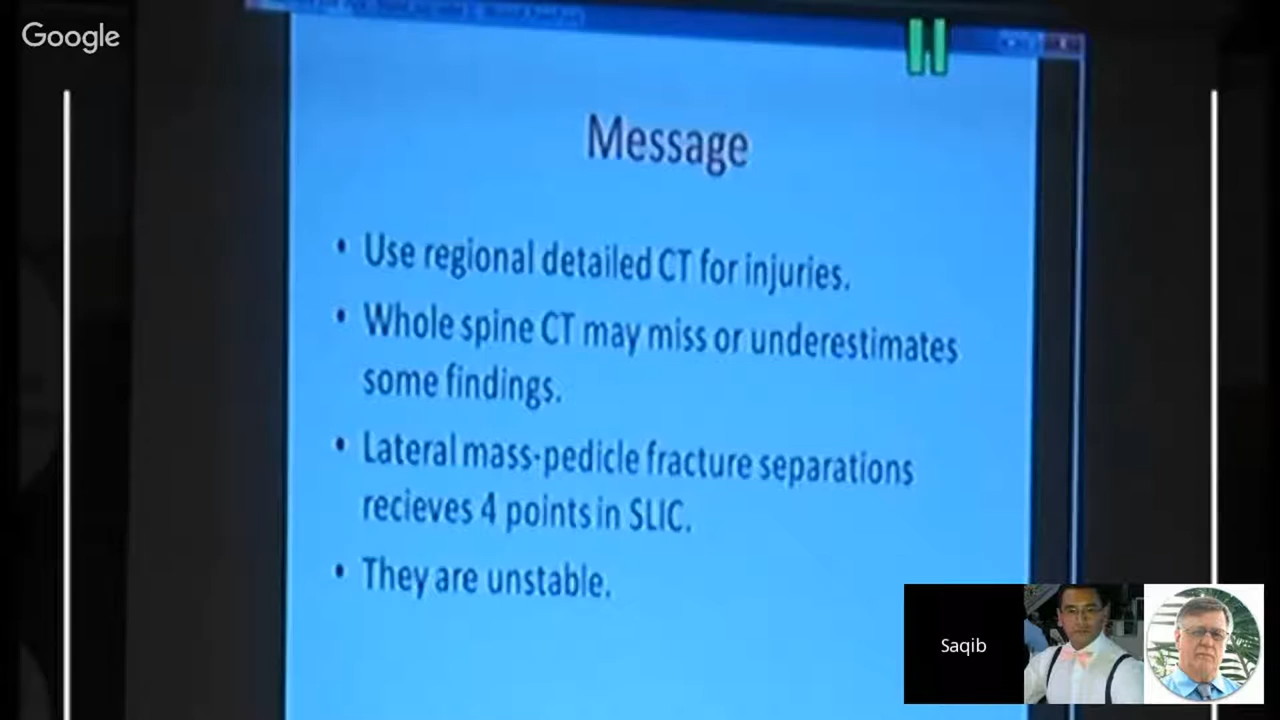 Google
Message
• Use regional detailed CT for injuries.
• Whole spine CT may miss or underestimates
some findings.
• Lateral mass-pedicle fracture separations
recieves 4 points in SLIC.
• They are unstable.
Saqib